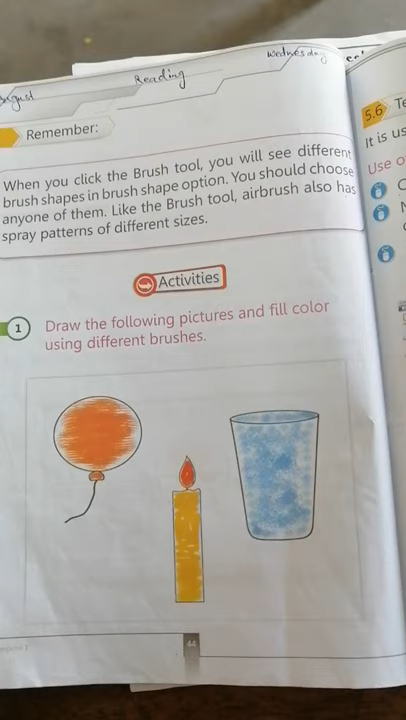 Reading
Wednesday
Remember:
When you click the Brush tool, you will see different
brush shapes in brush shape option. You should choose
anyone of them. Like the Brush tool, airbrush also has
spray patterns of different sizes.
Activities
1 Draw the following pictures and fill color
using different brushes.
44
5.6
It is us
Use o